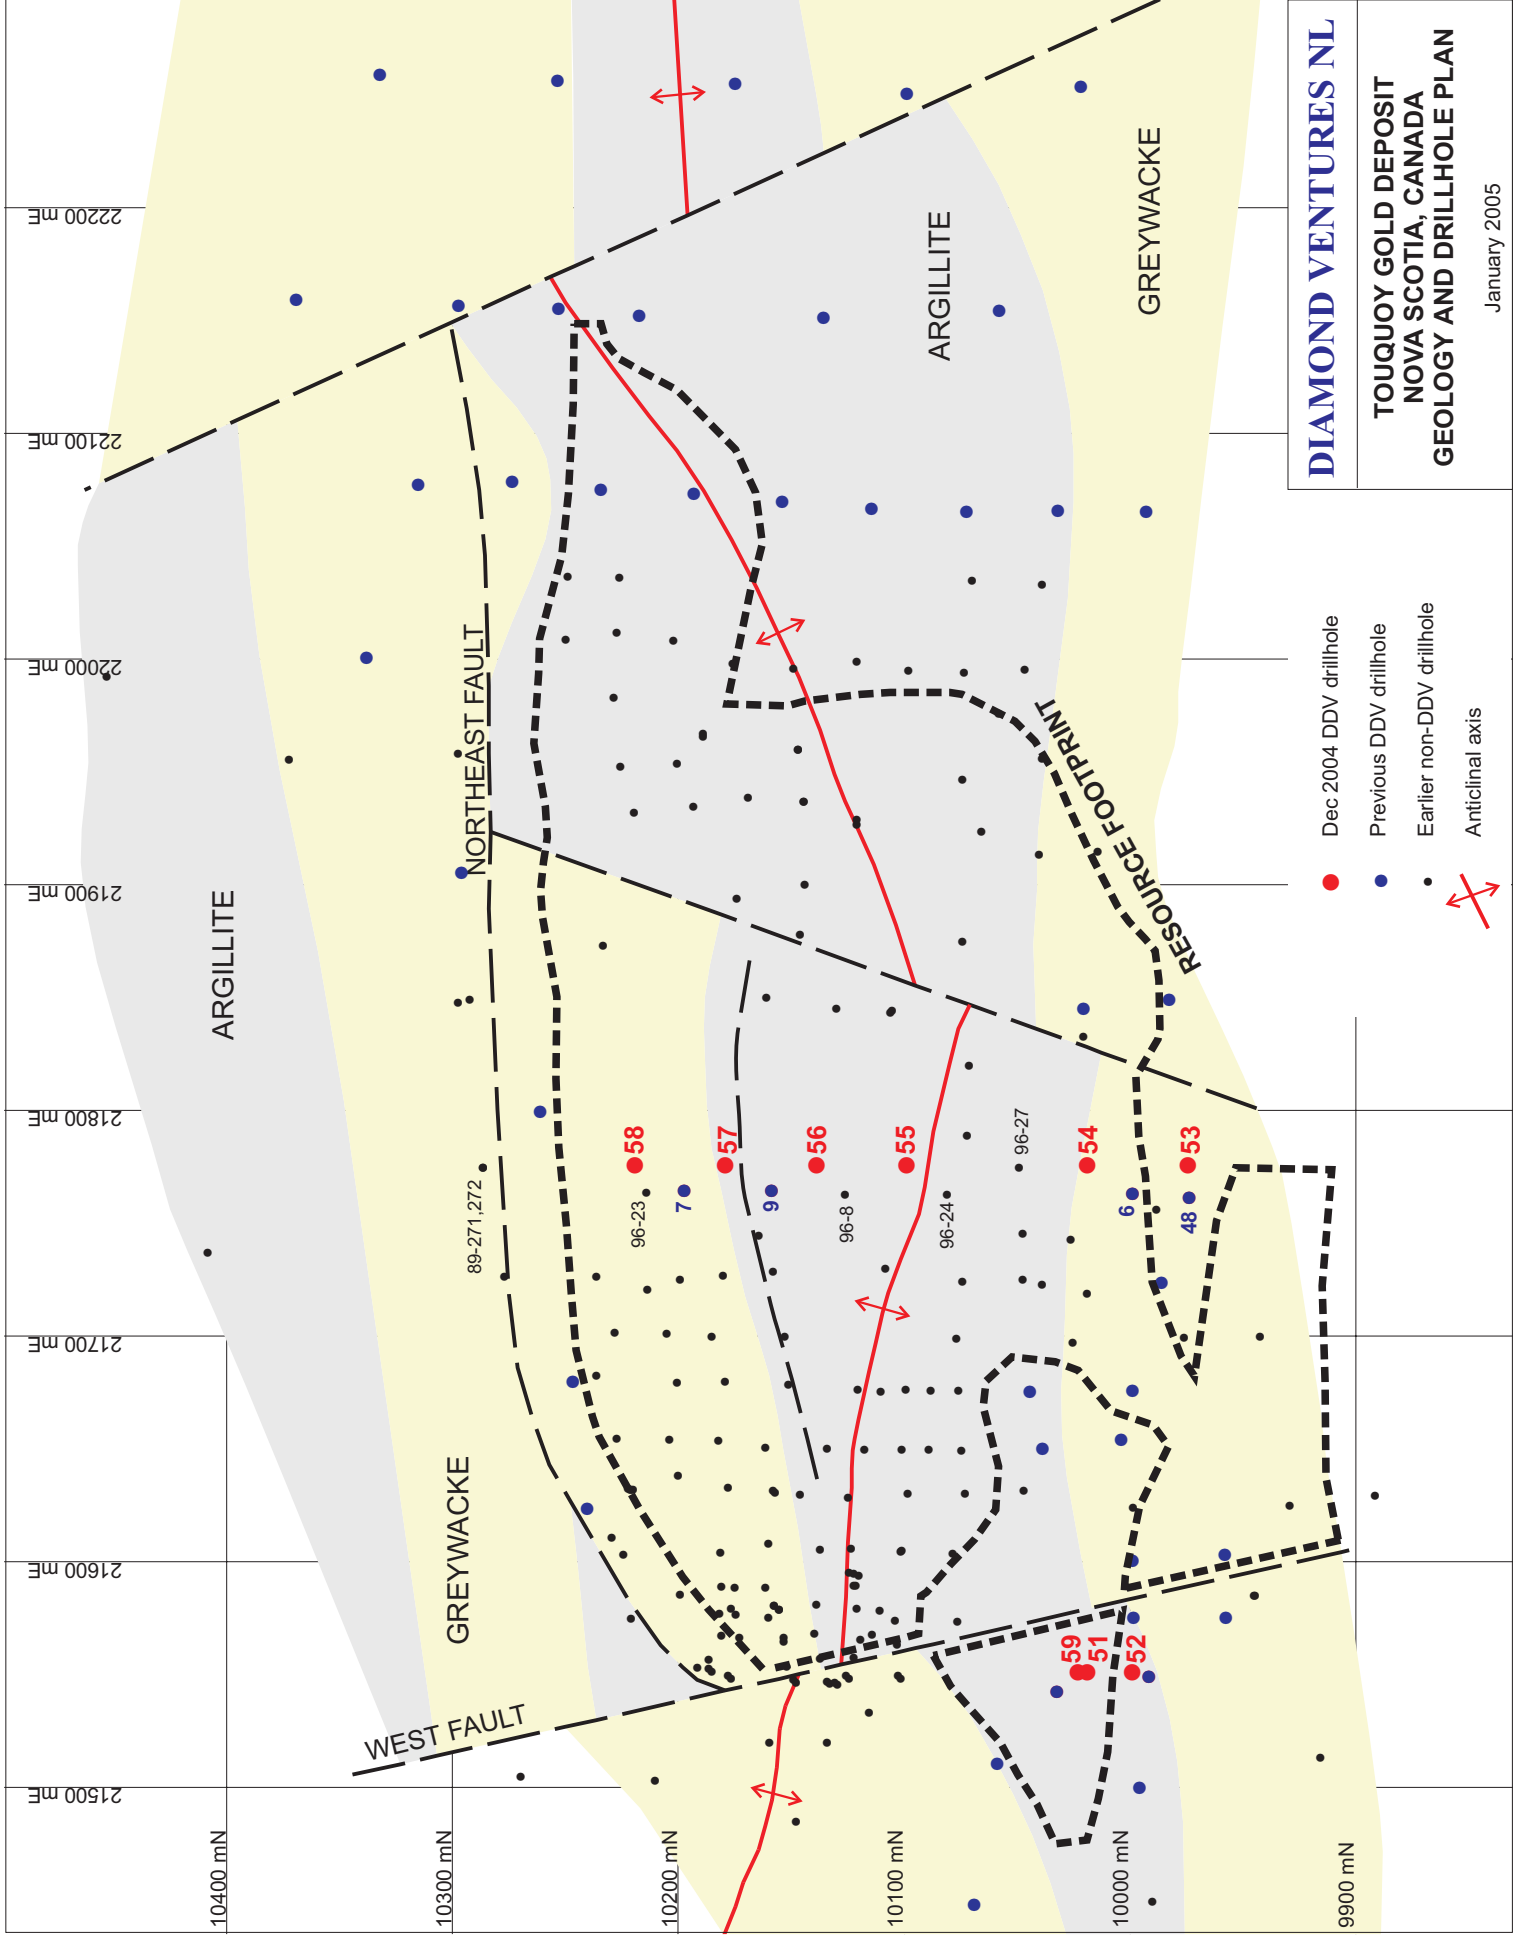 22200 mE
22100 mE
22000 mE
21900 mE
21800 mE
21700 mE
21600 mE
21500 mE
10400 mN
10300 mN
10200 mN
10100 mN
10000 mN
9900 mN
ARGILLITE
GREYWACKE
NORTHEAST FAULT
WEST FAULT
ARGILLITE
GREYWACKE
RESOURCE FOOTPRINT
89-271,272
96-23
96-8
96-24
96-27
58
57
56
55
54
53
7
9
6
48
59
51
52
Dec 2004 DDV drillhole
Previous DDV drillhole
Earlier non-DDV drillhole
Anticlinal axis
DIAMOND VENTURES NL
TOUQUOY GOLD DEPOSIT
NOVA SCOTIA, CANADA
GEOLOGY AND DRILLHOLE PLAN
January 2005